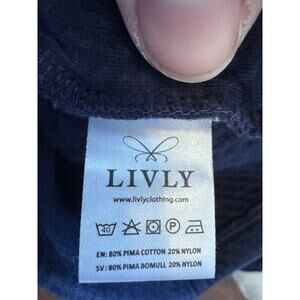 LIVLY
www.livlyclothing.com
40 P
EN: 80% PIMA COTTON 20% NYLON
SV: 80% PIMA BOMULL 20% NYLON